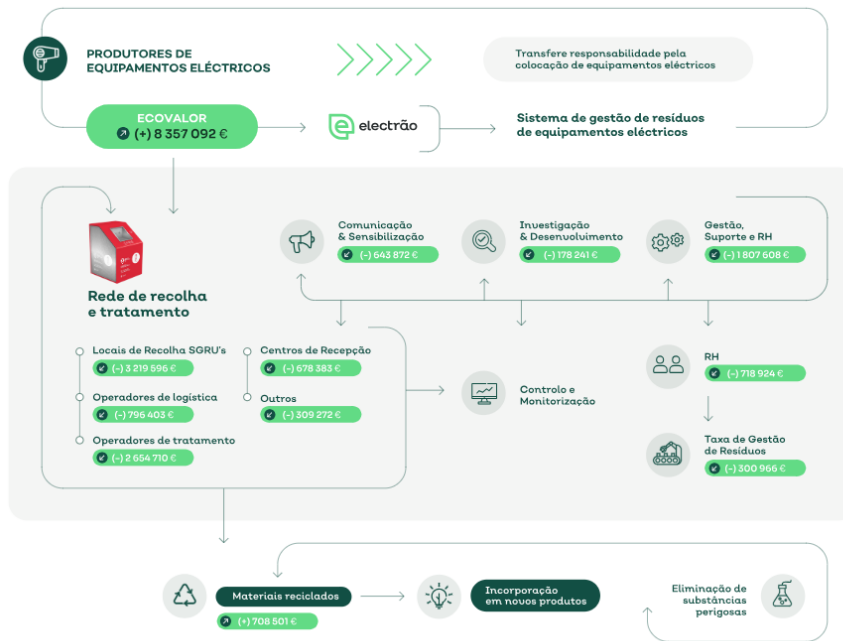 PRODUTORES DE
EQUIPAMENTOS ELÉCTRICOS
Transfere responsabilidade pela
colocação de equipamentos eléctricos
ECOVALOR
(+) 8 357 092 €
electrão
Sistema de gestão de resíduos
de equipamentos eléctricos
Rede de recolha
e tratamento
Comunicação
& Sensibilização
(-) 643 872 €
Investigação
& Desenvolvimento
(-) 178 241 €
Gestão,
Suporte e RH
(-) 1 807 608 €
Locais de Recolha SGRU's
(-) 3 219 596 €
Operadores de logística
(-) 796 403 €
Operadores de tratamento
(-) 2 654 710 €
Centros de Recepção
(-) 678 383 €
Outros
(-) 309 272 €
Controlo e
Monitorização
RH
(-) 718 924 €
Taxa de Gestão
de Resíduos
(-) 300 966 €
Materiais reciclados
(+) 708 501 €
Incorporação
em novos produtos
Eliminação de
substâncias
perigosas